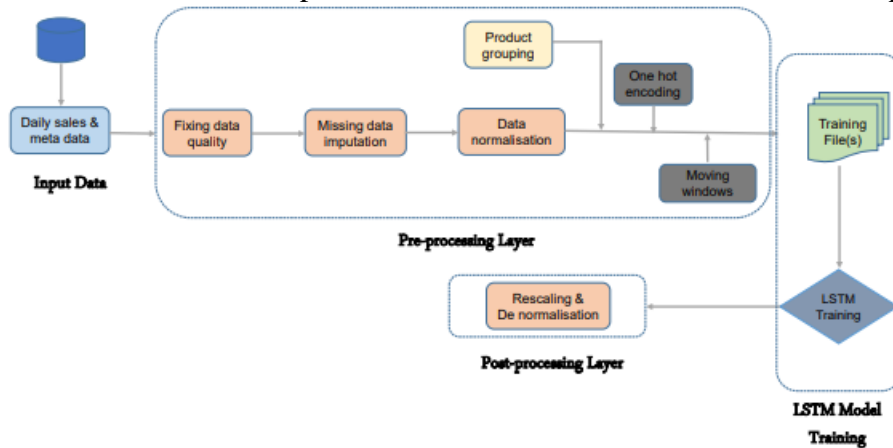 Product
grouping
One hot
encoding
Daily sales &
meta data
Fixing data
quality
Missing data
imputation
Data
normalisation
Training
File(s)
Input Data
Moving
windows
Pre-processing Layer
Rescaling &
De normalisation
LSTM
Training
Post-processing Layer
LSTM Model
Training